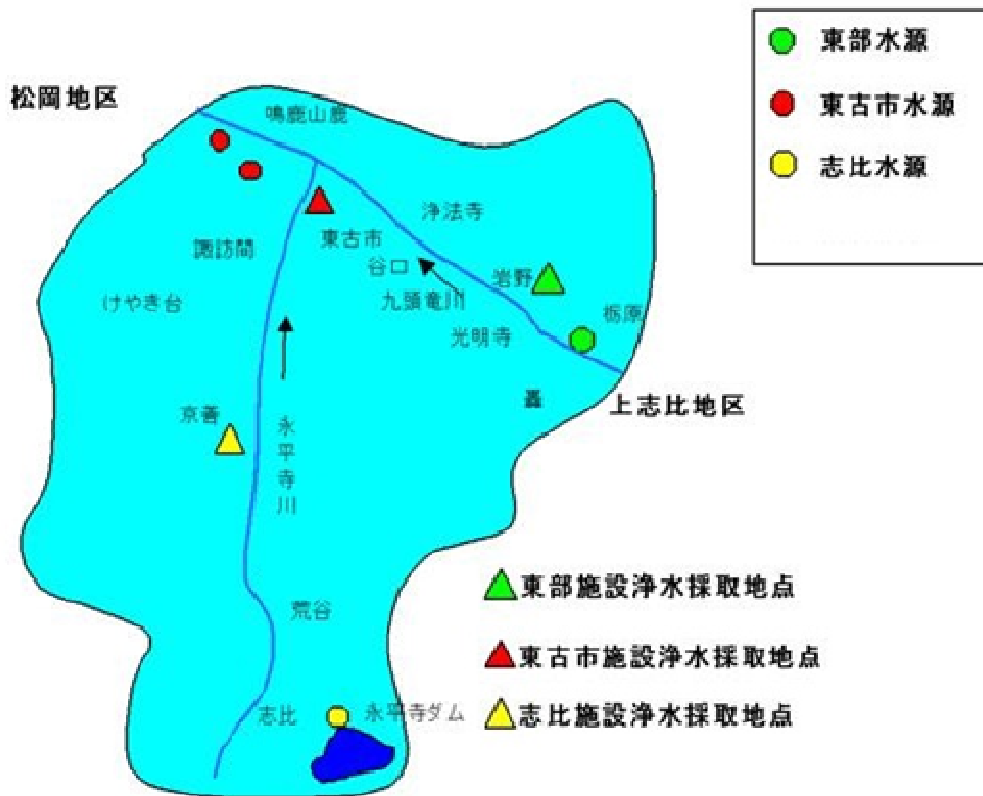 東部水源
東古市水源
志比水源
松岡地区
鳴鹿山鹿
浄法寺
諏訪間
東古市
谷口
岩野
けやき台
九頭竜川
栃原
光明寺
轟
上志比地区
京善
永平寺川
東部施設浄水採取地点
荒谷
東古市施設浄水採取地点
志比
永平寺ダム
志比施設浄水採取地点